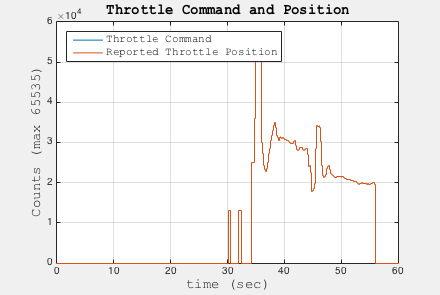 Throttle Command and Position
×10⁴
Throttle Command
Reported Throttle Position
Counts (max 65535)
6
5
4
3
2
1
0
0 10 20 30 40 50 60
time (sec)